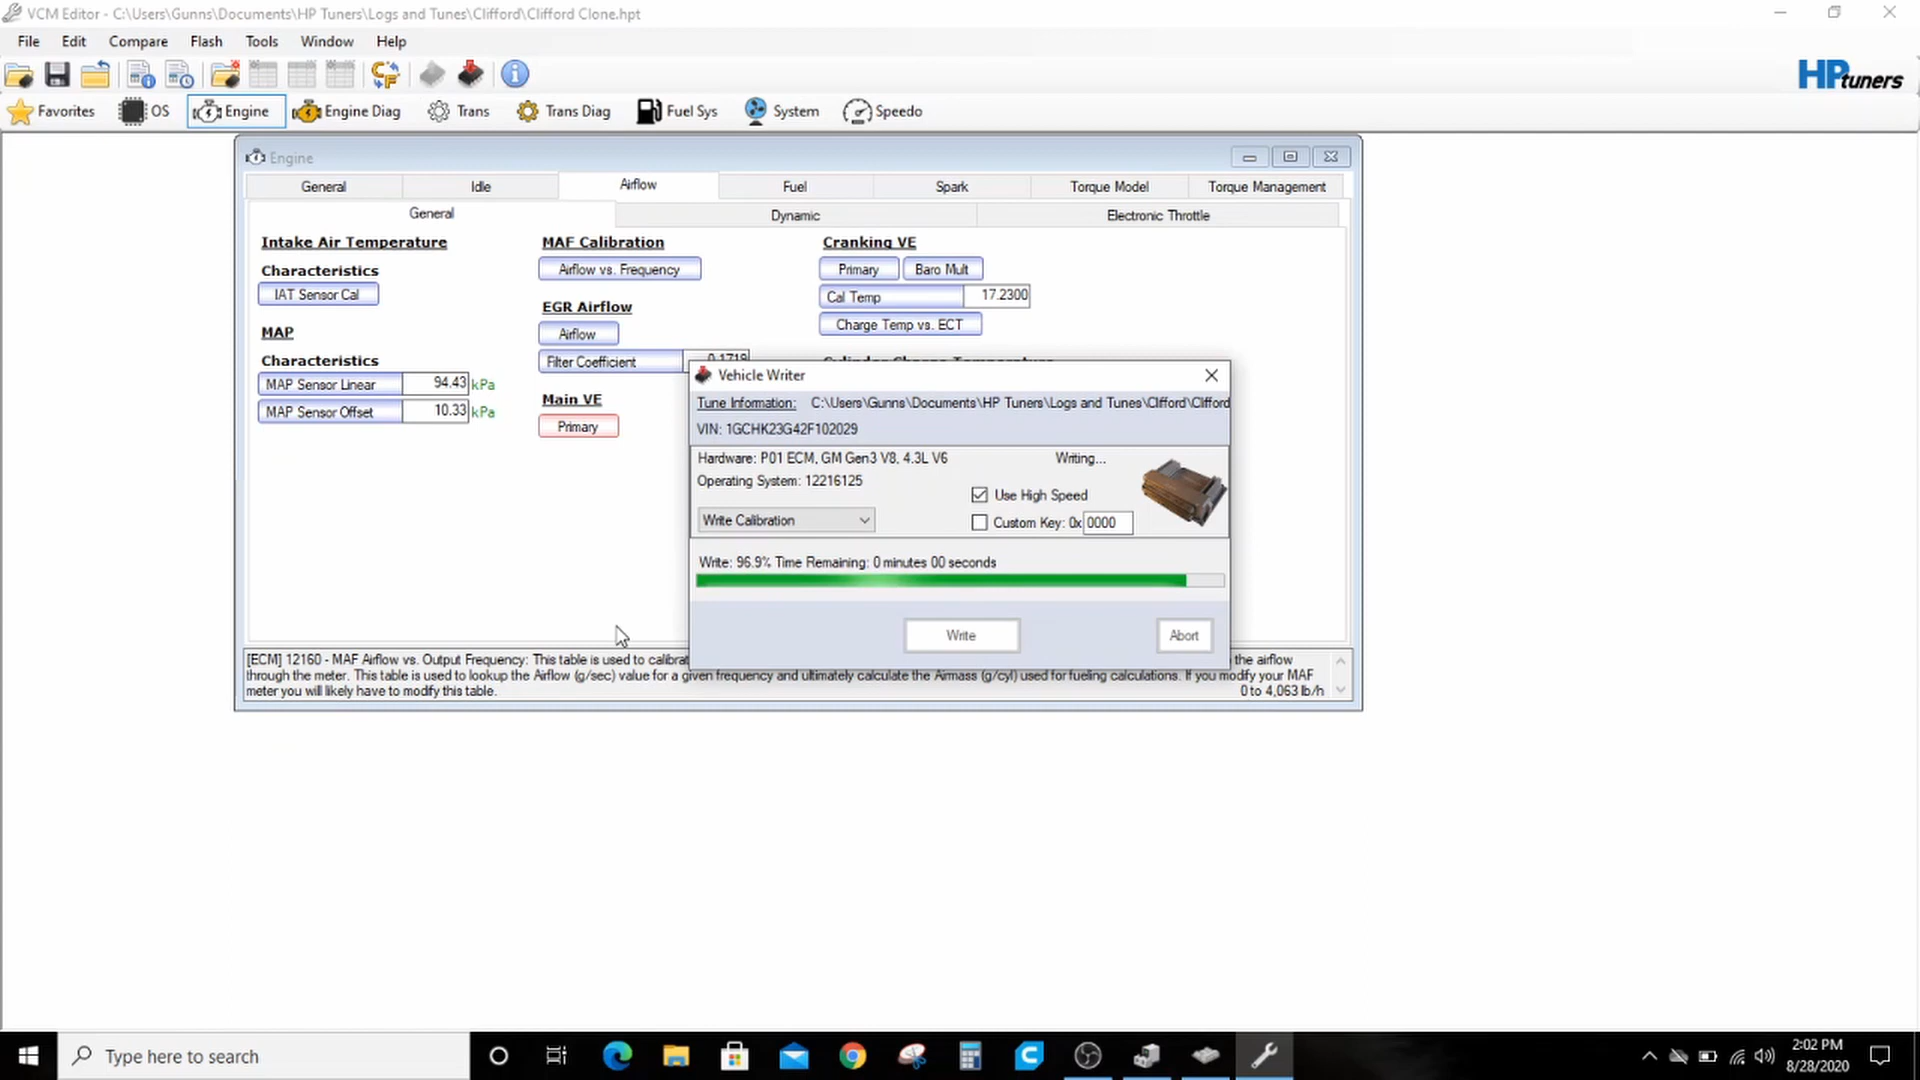 VCM Editor - C:\Users\Gunns\Documents\HP Tuners\Logs and Tunes\Clifford\Clifford Clone.hpt
File Edit Compare Flash Tools Window Help
HPtuners
Favorites OS Engine Engine Diag Trans Trans Diag Fuel Sys System Speedo
Engine
General Idle Airflow Fuel Spark Torque Model Torque Management
General Dynamic Electronic Throttle
Intake Air Temperature
Characteristics
IAT Sensor Cal
MAP
Characteristics
MAP Sensor Linear 94.43 kPa
MAP Sensor Offset 10.33 kPa
MAF Calibration
Airflow vs. Frequency
EGR Airflow
Airflow
Filter Coefficient 0.1719
Main VE
Primary
Cranking VE
Primary Baro Mult
Cal Temp 17.2300
Charge Temp vs. ECT
Cylinder Charge Temperature
Vehicle Writer
Tune Information: C:\Users\Gunns\Documents\HP Tuners\Logs and Tunes\Clifford\Clifford
VIN: 1GCHK23G42F102029
Hardware: P01 ECM, GM Gen3 V8, 4.3L V6 Writing...
Operating System: 12216125
Use High Speed
Write Calibration
Custom Key: 0x 0000
Write: 96.9% Time Remaining: 0 minutes 00 seconds
Write Abort
[ECM] 12160 - MAF Airflow vs. Output Frequency: This table is used to calibrat the airflow
through the meter. This table is used to lookup the Airflow (g/sec) value for a given frequency and ultimately calculate the Airmass (g/cyl) used for fueling calculations. If you modify your MAF
meter you will likely have to modify this table. 0 to 4,063 lb/h
Type here to search
2:02 PM
8/28/2020